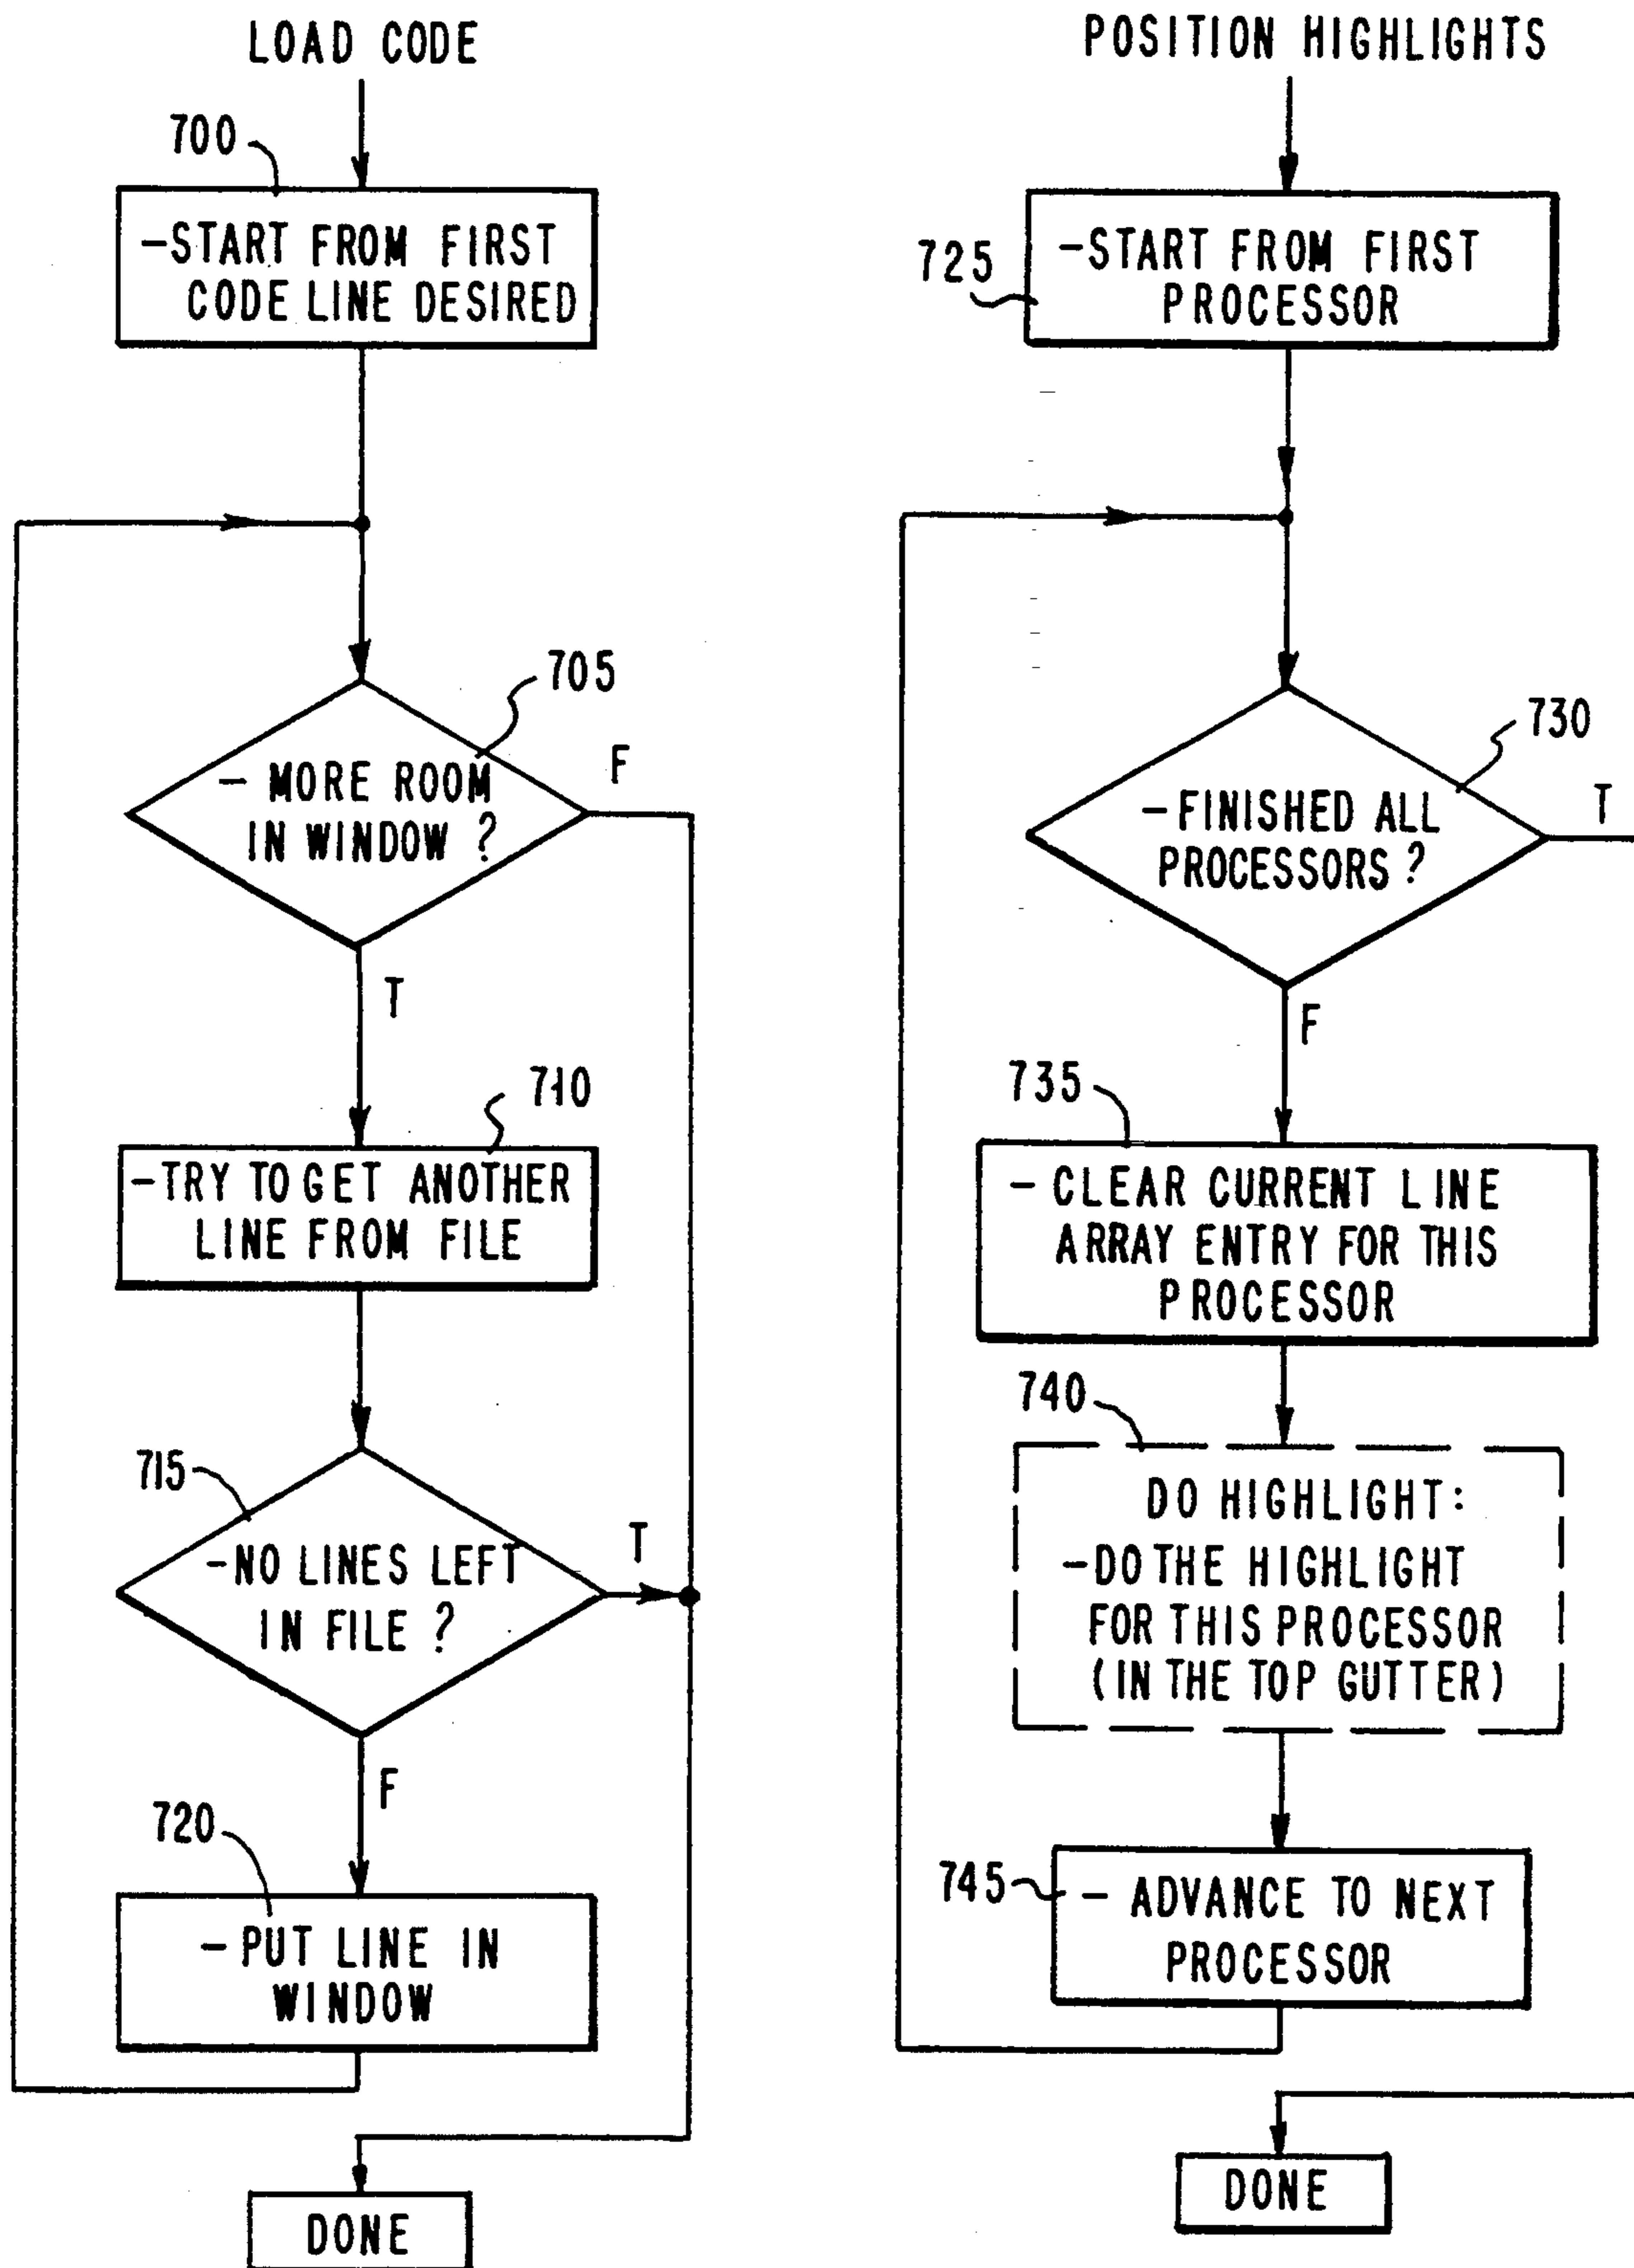 LOAD CODE
700
-START FROM FIRST
CODE LINE DESIRED
705
- MORE ROOM
IN WINDOW ?
F
T
710
-TRY TO GET ANOTHER
LINE FROM FILE
715
-NO LINES LEFT
IN FILE ?
T
F
720
- PUT LINE IN
WINDOW
DONE
POSITION HIGHLIGHTS
725
-START FROM FIRST
PROCESSOR
730
-FINISHED ALL
PROCESSORS ?
T
F
735
- CLEAR CURRENT LINE
ARRAY ENTRY FOR THIS
PROCESSOR
740
DO HIGHLIGHT:
-DO THE HIGHLIGHT
FOR THIS PROCESSOR
(IN THE TOP GUTTER)
745
- ADVANCE TO NEXT
PROCESSOR
DONE